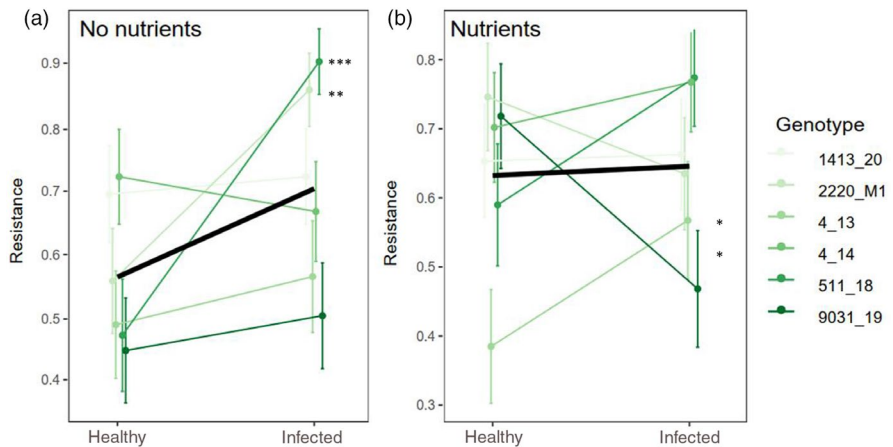 (a) No nutrients
Resistance
0.9
0.8
0.7
0.6
0.5
0.4
***
**
Healthy Infected
(b) Nutrients
Resistance
0.8
0.7
0.6
0.5
0.4
0.3
*
*
Healthy Infected
Genotype
1413_20
2220_M1
4_13
4_14
511_18
9031_19